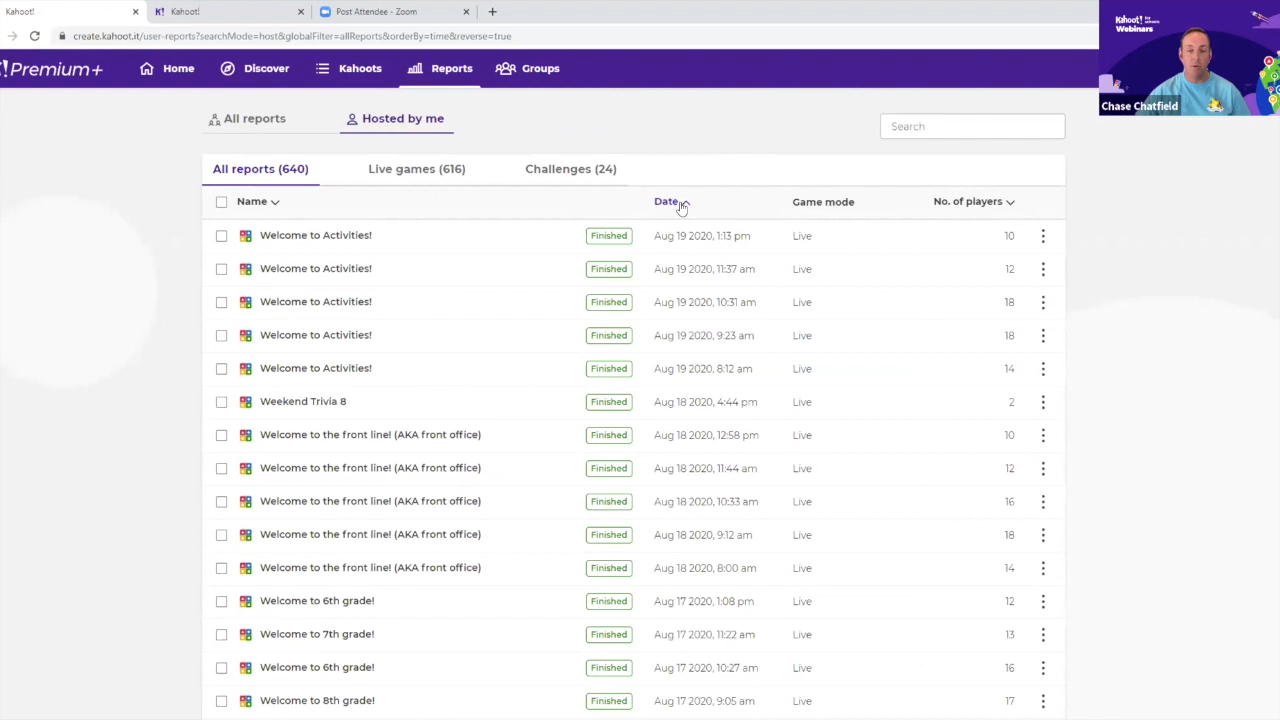 Kahoot!
Kahoot!
Post Attendee - Zoom
create.kahoot.it/user-reports?searchMode=host&globalFilter=allReports&orderBy=time&reverse=true
K!Premium+
Home
Discover
Kahoots
Reports
Groups
Kahoot! for schools
Webinars
Chase Chatfield
All reports
Hosted by me
Search
All reports (640)
Live games (616)
Challenges (24)
Name Date Game mode No. of players
Welcome to Activities! Finished Aug 19 2020, 1:13 pm Live 10
Welcome to Activities! Finished Aug 19 2020, 11:37 am Live 12
Welcome to Activities! Finished Aug 19 2020, 10:31 am Live 18
Welcome to Activities! Finished Aug 19 2020, 9:23 am Live 18
Welcome to Activities! Finished Aug 19 2020, 8:12 am Live 14
Weekend Trivia 8 Finished Aug 18 2020, 4:44 pm Live 2
Welcome to the front line! (AKA front office) Finished Aug 18 2020, 12:58 pm Live 10
Welcome to the front line! (AKA front office) Finished Aug 18 2020, 11:44 am Live 12
Welcome to the front line! (AKA front office) Finished Aug 18 2020, 10:33 am Live 16
Welcome to the front line! (AKA front office) Finished Aug 18 2020, 9:12 am Live 18
Welcome to the front line! (AKA front office) Finished Aug 18 2020, 8:00 am Live 14
Welcome to 6th grade! Finished Aug 17 2020, 1:08 pm Live 12
Welcome to 7th grade! Finished Aug 17 2020, 11:22 am Live 13
Welcome to 6th grade! Finished Aug 17 2020, 10:27 am Live 16
Welcome to 8th grade! Finished Aug 17 2020, 9:05 am Live 17